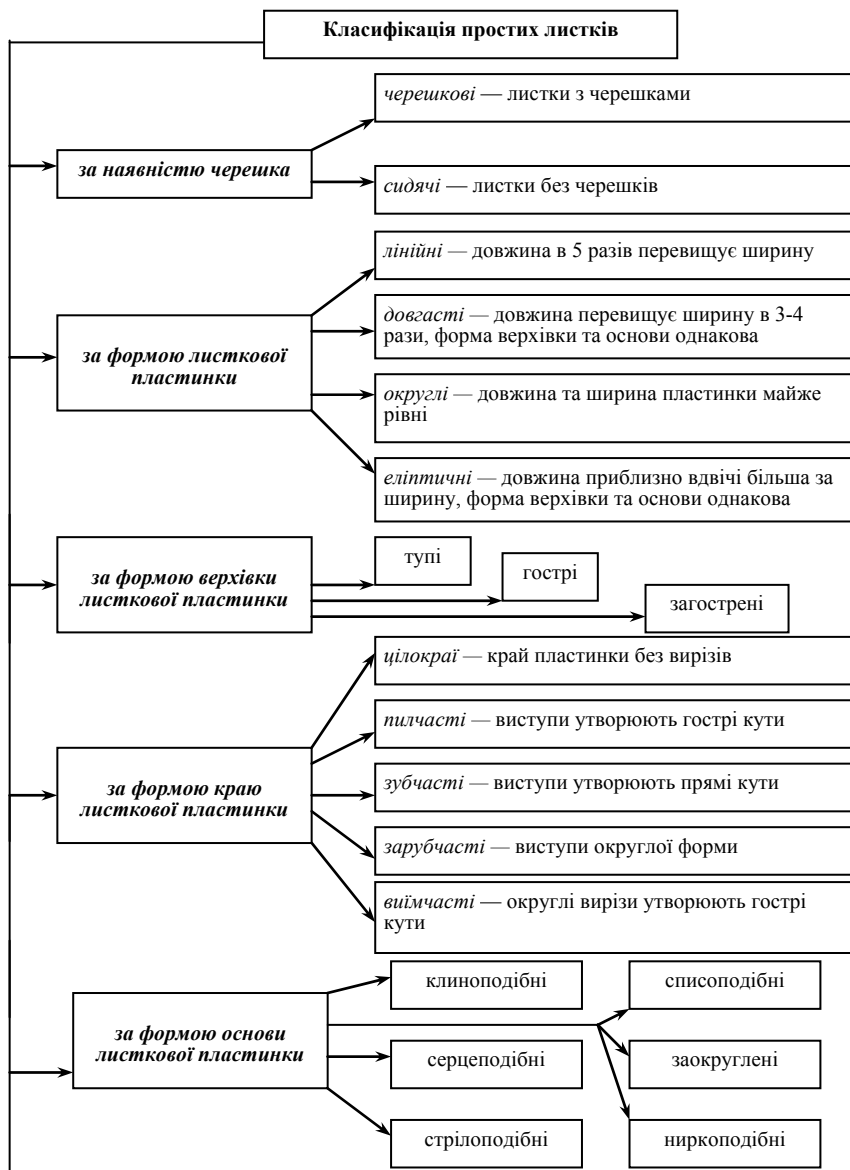 Класифікація простих листків
черешкові — листки з черешками
за наявністю черешка
сидячі — листки без черешків
лінійні — довжина в 5 разів перевищує ширину
довгасті — довжина перевищує ширину в 3-4
рази, форма верхівки та основи однакова
за формою листкової
пластинки
округлі — довжина та ширина пластинки майже
рівні
еліптичні — довжина приблизно вдвічі більша за
ширину, форма верхівки та основи однакова
за формою верхівки
листкової пластинки
тупі
гострі
загострені
цілокраї — край пластинки без вирізів
пилчасті — виступи утворюють гострі кути
за формою краю
листкової пластинки
зубчасті — виступи утворюють прямі кути
зарубчасті — виступи округлої форми
виїмчасті — округлі вирізи утворюють гострі
кути
за формою основи
листкової пластинки
клиноподібні
списоподібні
серцеподібні
заокруглені
стрілоподібні
ниркоподібні